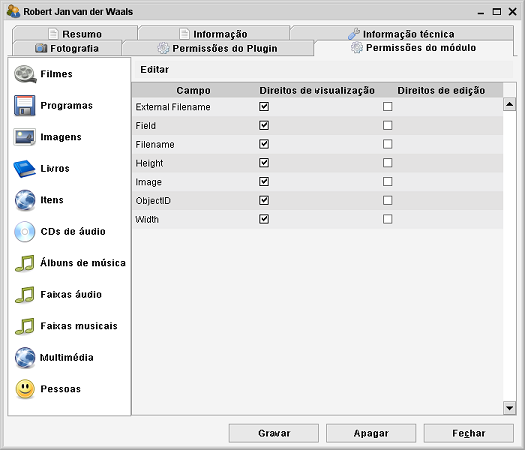 Robert Jan van der Waals
Resumo
Informação
Informação técnica
Fotografia
Permissões do Plugin
Permissões do módulo
Filmes
Programas
Imagens
Livros
Itens
CDs de áudio
Álbuns de música
Faixas áudio
Faixas musicais
Multimédia
Pessoas
Editar
Campo Direitos de visualização Direitos de edição
External Filename
Field
Filename
Height
Image
ObjectID
Width
Gravar
Apagar
Fechar